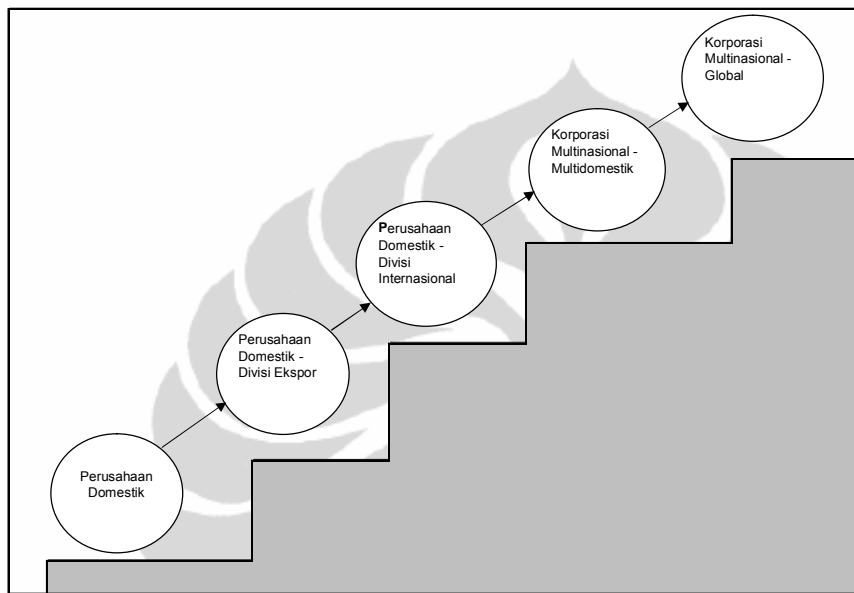 Korporasi
Multinasional -
Global
Korporasi
Multinasional -
Multidomestik
Perusahaan
Domestik -
Divisi
Internasional
Perusahaan
Domestik -
Divisi Ekspor
Perusahaan
Domestik